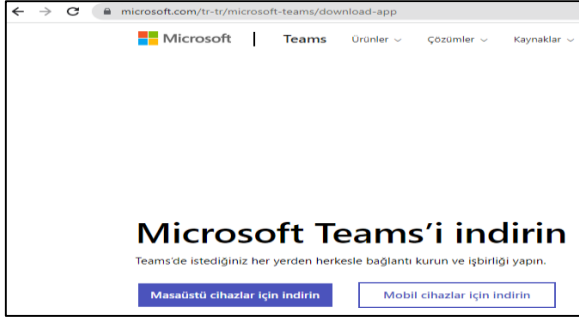 microsoft.com/tr-tr/microsoft-teams/download-app
Microsoft | Teams Ürünler Çözümler Kaynaklar
Microsoft Teams'i indirin
Teams'de istediğiniz her yerden herkesle bağlantı kurun ve işbirliği yapın.
Masaüstü cihazlar için indirin Mobil cihazlar için indirin